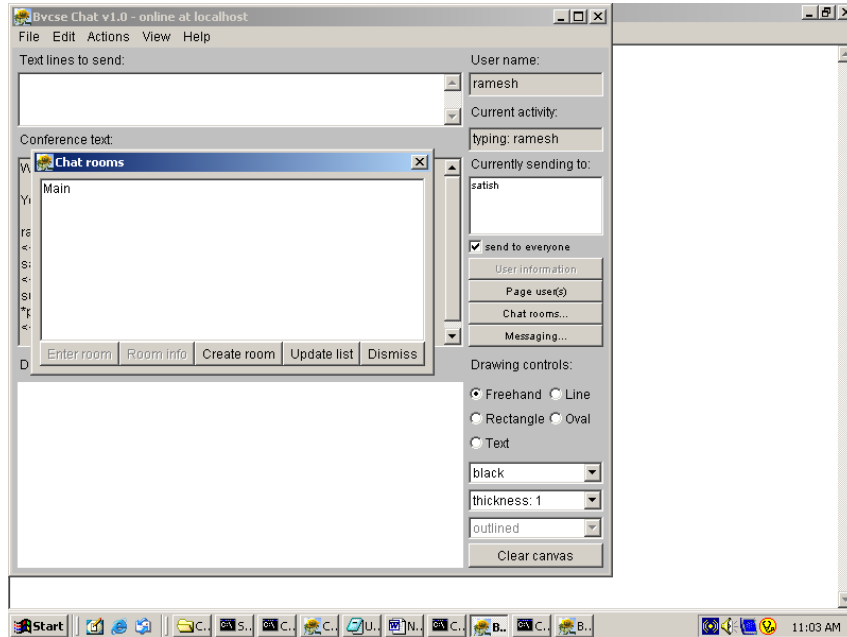 Bvcse Chat v1.0 - online at localhost
File Edit Actions View Help
Text lines to send:
User name:
ramesh
Current activity:
typing: ramesh
Conference text:
Currently sending to:
satish
send to everyone
User information
Page user(s)
Chat rooms...
Messaging...
Chat rooms
Main
Enter room Room info Create room Update list Dismiss
Drawing controls:
Freehand Line
Rectangle Oval
Text
black
thickness: 1
outlined
Clear canvas
Start C.. S.. C.. C.. U.. N.. C.. B.. C.. B.. 11:03 AM